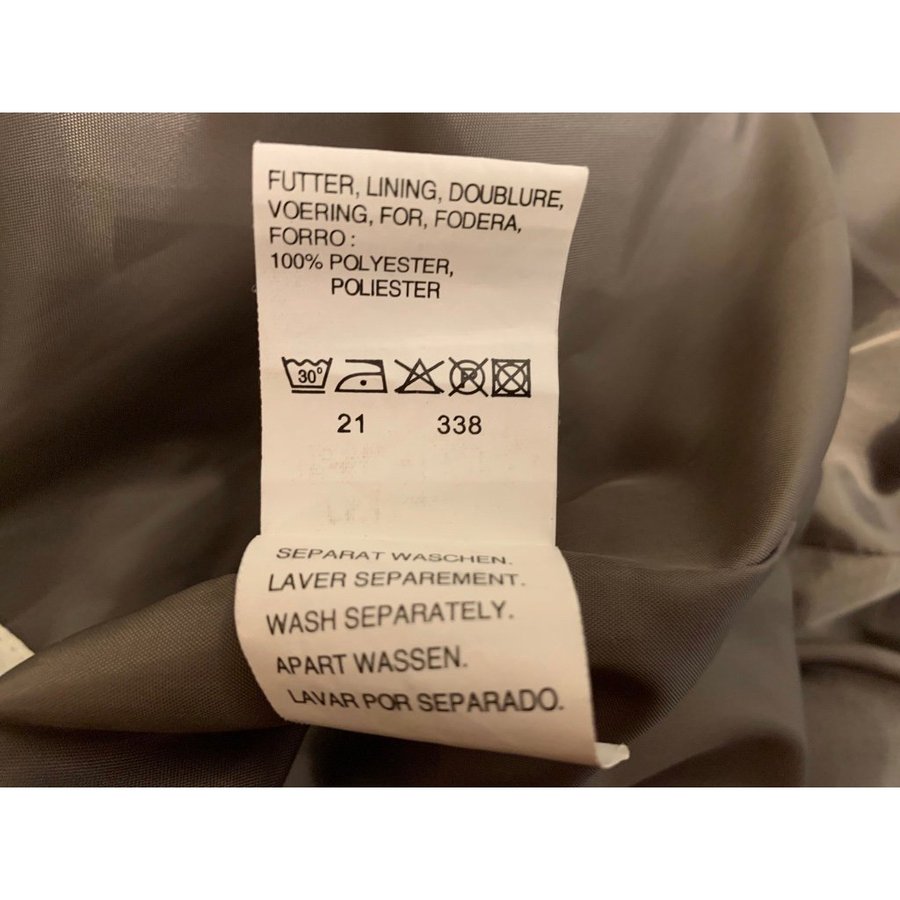 FUTTER, LINING, DOUBLURE,
VOERING, FOR, FODERA,
FORRO :
100% POLYESTER,
POLIESTER
30° P
21 338
SEPARAT WASCHEN.
LAVER SEPAREMENT.
WASH SEPARATELY.
APART WASSEN.
LAVAR POR SEPARADO.